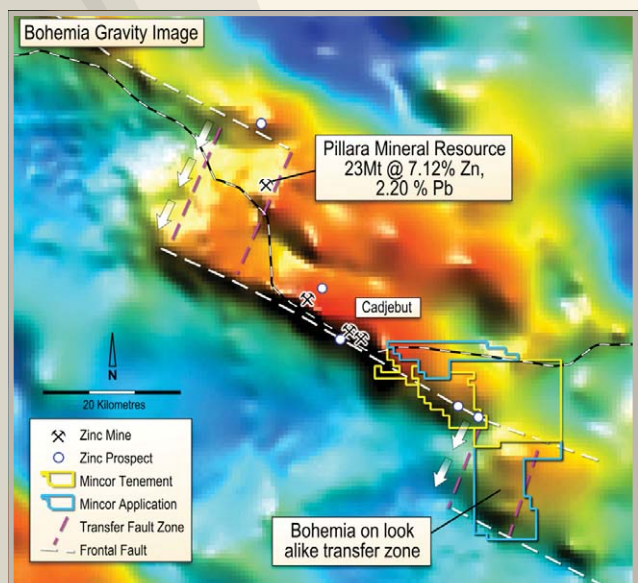 Bohemia Gravity Image
Pillara Mineral Resource
23Mt @ 7.12% Zn,
2.20 % Pb
Cadjebut
N
20 Kilometres
Zinc Mine
Zinc Prospect
Mincor Tenement
Mincor Application
Transfer Fault Zone
Frontal Fault
Bohemia on look
alike transfer zone